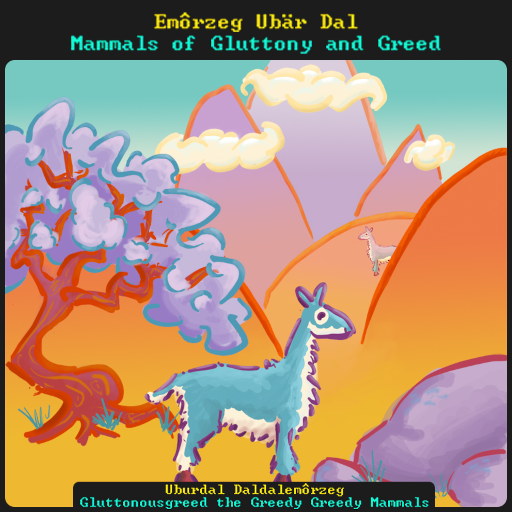 Emôrzeg Ubär Dal
Mammals of Gluttony and Greed
Uburdal Daldalemôrzeg
Gluttonousgreed the Greedy Greedy Mammals